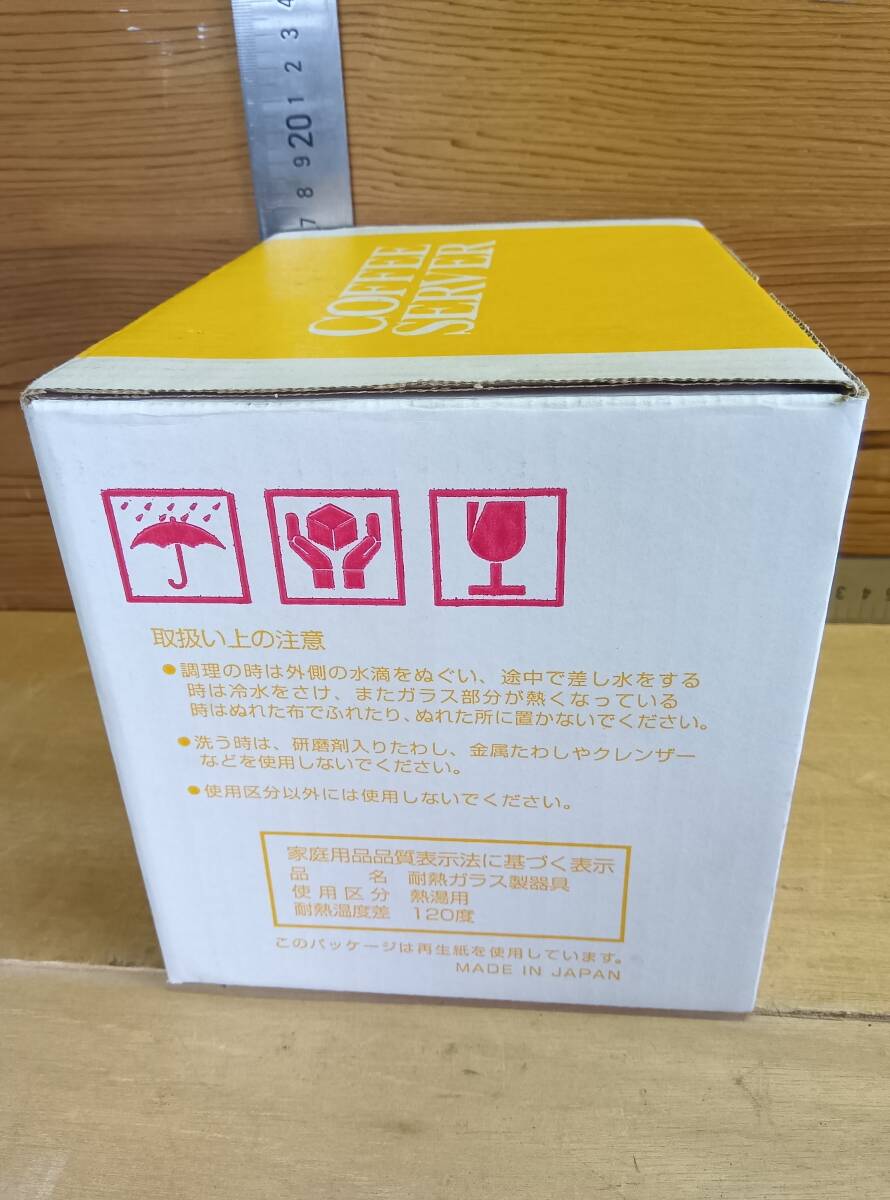 4
3
2
1
20
9
8
7
COFFEE
SERVER
3 4
取扱い上の注意
●調理の時は外側の水滴をぬぐい、途中で差し水をする
時は冷水をさけ、またガラス部分が熱くなっている
時はぬれた布でふれたり、ぬれた所に置かないでください。
●洗う時は、研磨剤入りたわし、金属たわしやクレンザー
などを使用しないでください。
●使用区分以外には使用しないでください。
家庭用品品質表示法に基づく表示
品 名 耐熱ガラス製器具
使用区分 熱湯用
耐熱温度差 120度
このパッケージは再生紙を使用しています。
MADE IN JAPAN